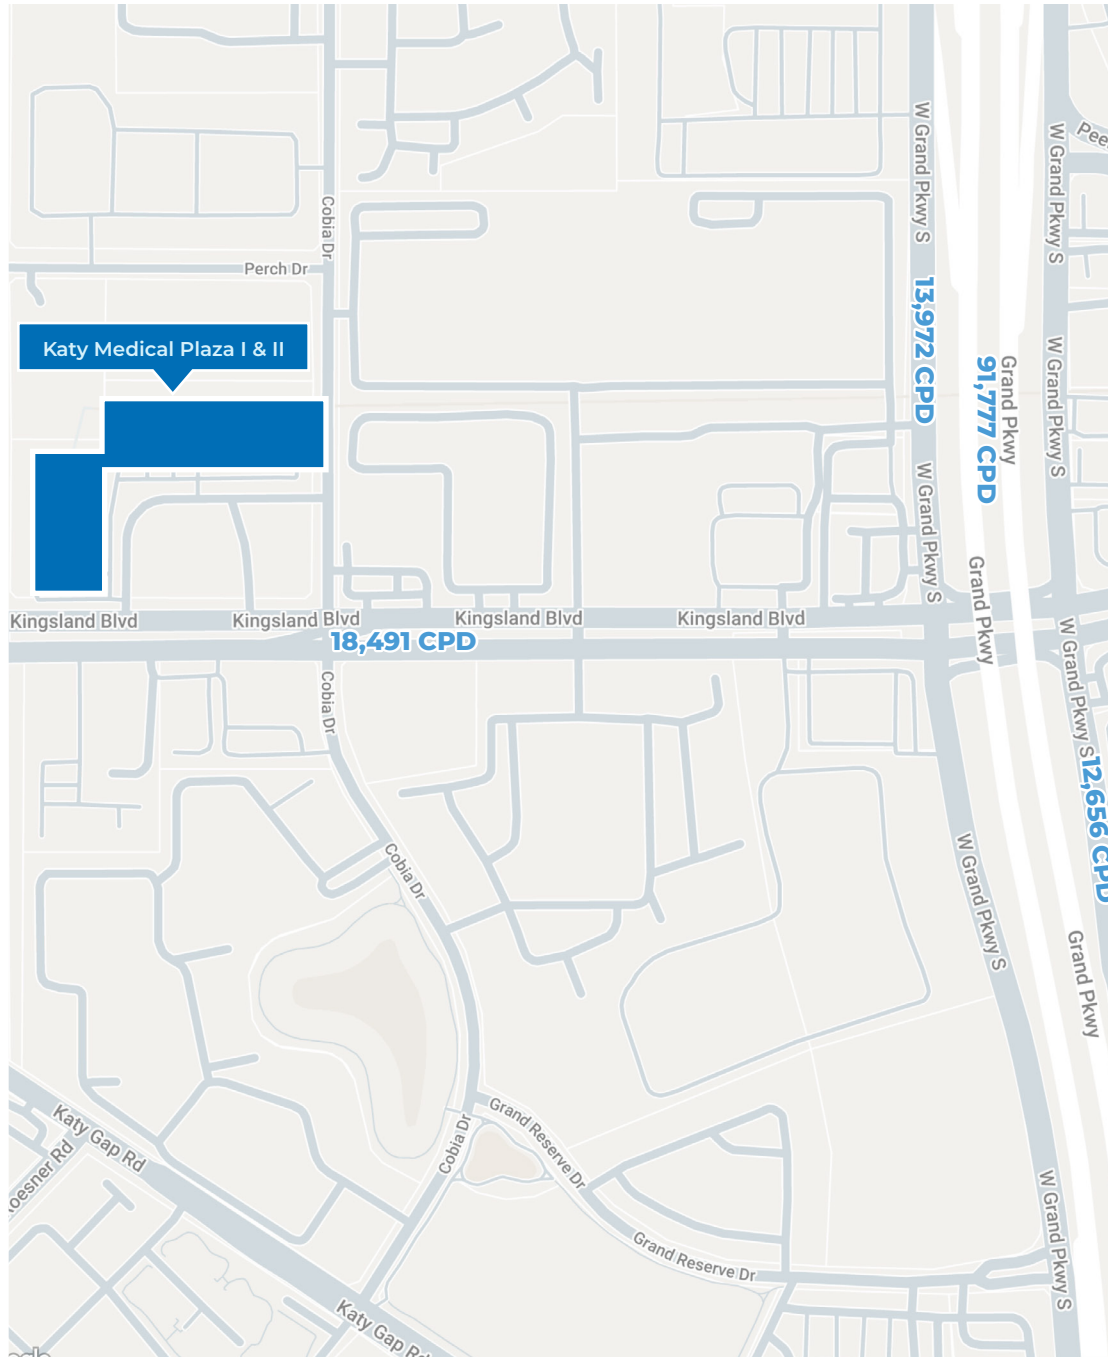 W Grand Pkwy S
W Grand Pkwy S
Cobia Dr
Perch Dr
Katy Medical Plaza I & II
13,972 CPD
91,777 CPD
Grand Pkwy
W Grand Pkwy S
W Grand Pkwy S
Grand Pkwy
Kingsland Blvd
Kingsland Blvd
Kingsland Blvd
Kingsland Blvd
18,491 CPD
W Grand Pkwy S
Cobia Dr
12,656 CPD
Cobia Dr
W Grand Pkwy S
Grand Pkwy
Katy Gap Rd
Cobia Dr
Grand Reserve Dr
W Grand Pkwy S
Grand Reserve Dr
Katy Gap Rd